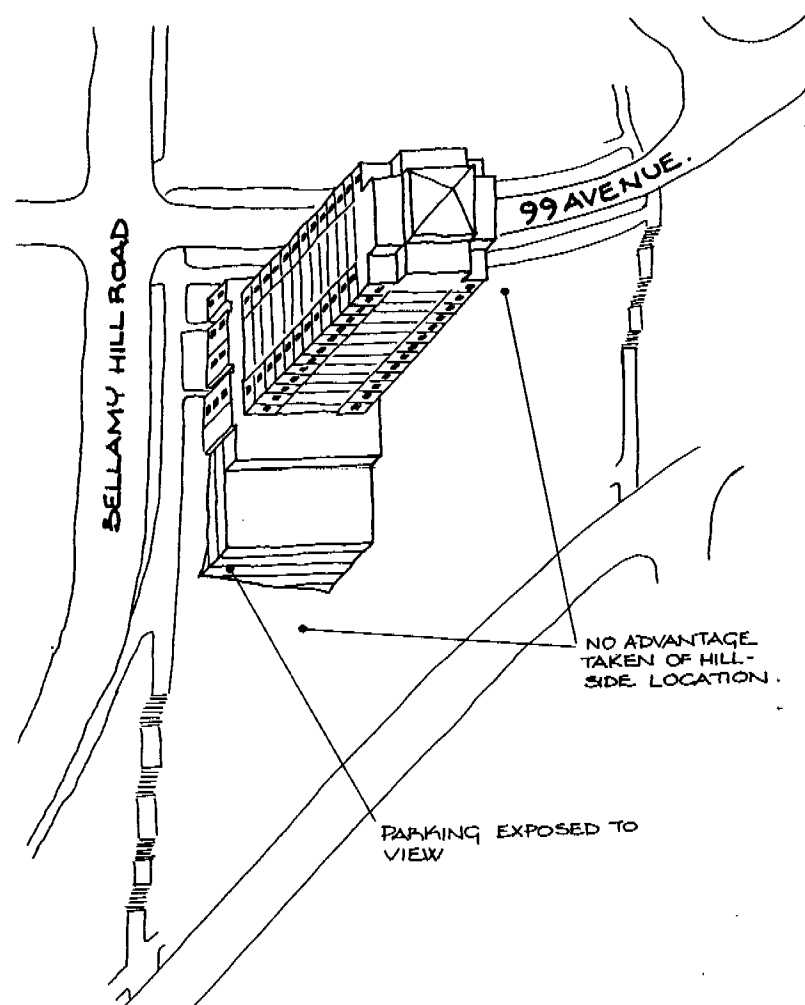 99 AVENUE.
BELLAMY HILL ROAD
NO ADVANTAGE
TAKEN OF HILL-
SIDE LOCATION.
PARKING EXPOSED TO
VIEW